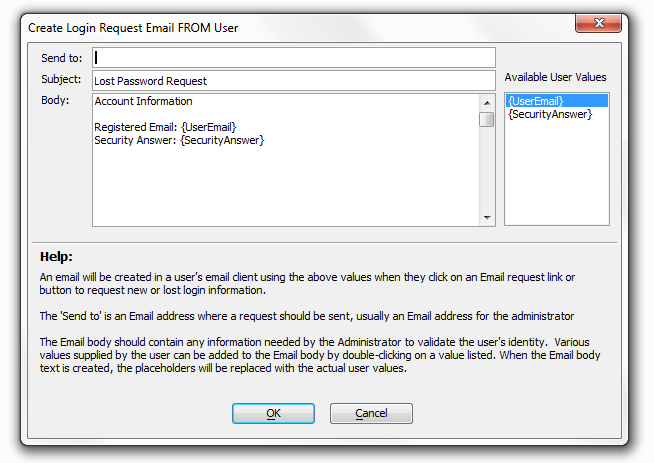 Create Login Request Email FROM User
Send to:
Subject: Lost Password Request
Body: Account Information
Registered Email: {UserEmail}
Security Answer: {SecurityAnswer}
Available User Values
{UserEmail}
{SecurityAnswer}
Help:
An email will be created in a user's email client using the above values when they click on an Email request link or
button to request new or lost login information.
The 'Send to' is an Email address where a request should be sent, usually an Email address for the administrator
The Email body should contain any information needed by the Administrator to validate the user's identity.  Various
values supplied by the user can be added to the Email body by double-clicking on a value listed. When the Email body
text is created, the placeholders will be replaced with the actual user values.
OK
Cancel